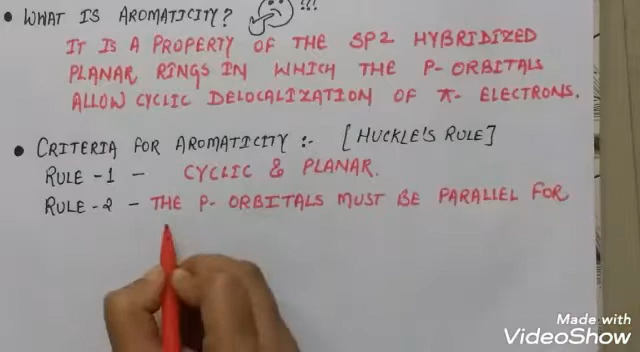 • WHAT IS AROMATICITY? !!!
IT IS A PROPERTY OF THE SP2 HYBRIDIZED
PLANAR RINGS IN WHICH THE P-ORBITALS
ALLOW CYCLIC DELOCALIZATION OF π- ELECTRONS.
• CRITERIA FOR AROMATICITY :- [HUCKLE'S RULE]
RULE -1 - CYCLIC & PLANAR.
RULE -2 - THE P- ORBITALS MUST BE PARALLEL FOR
Made with
VideoShow